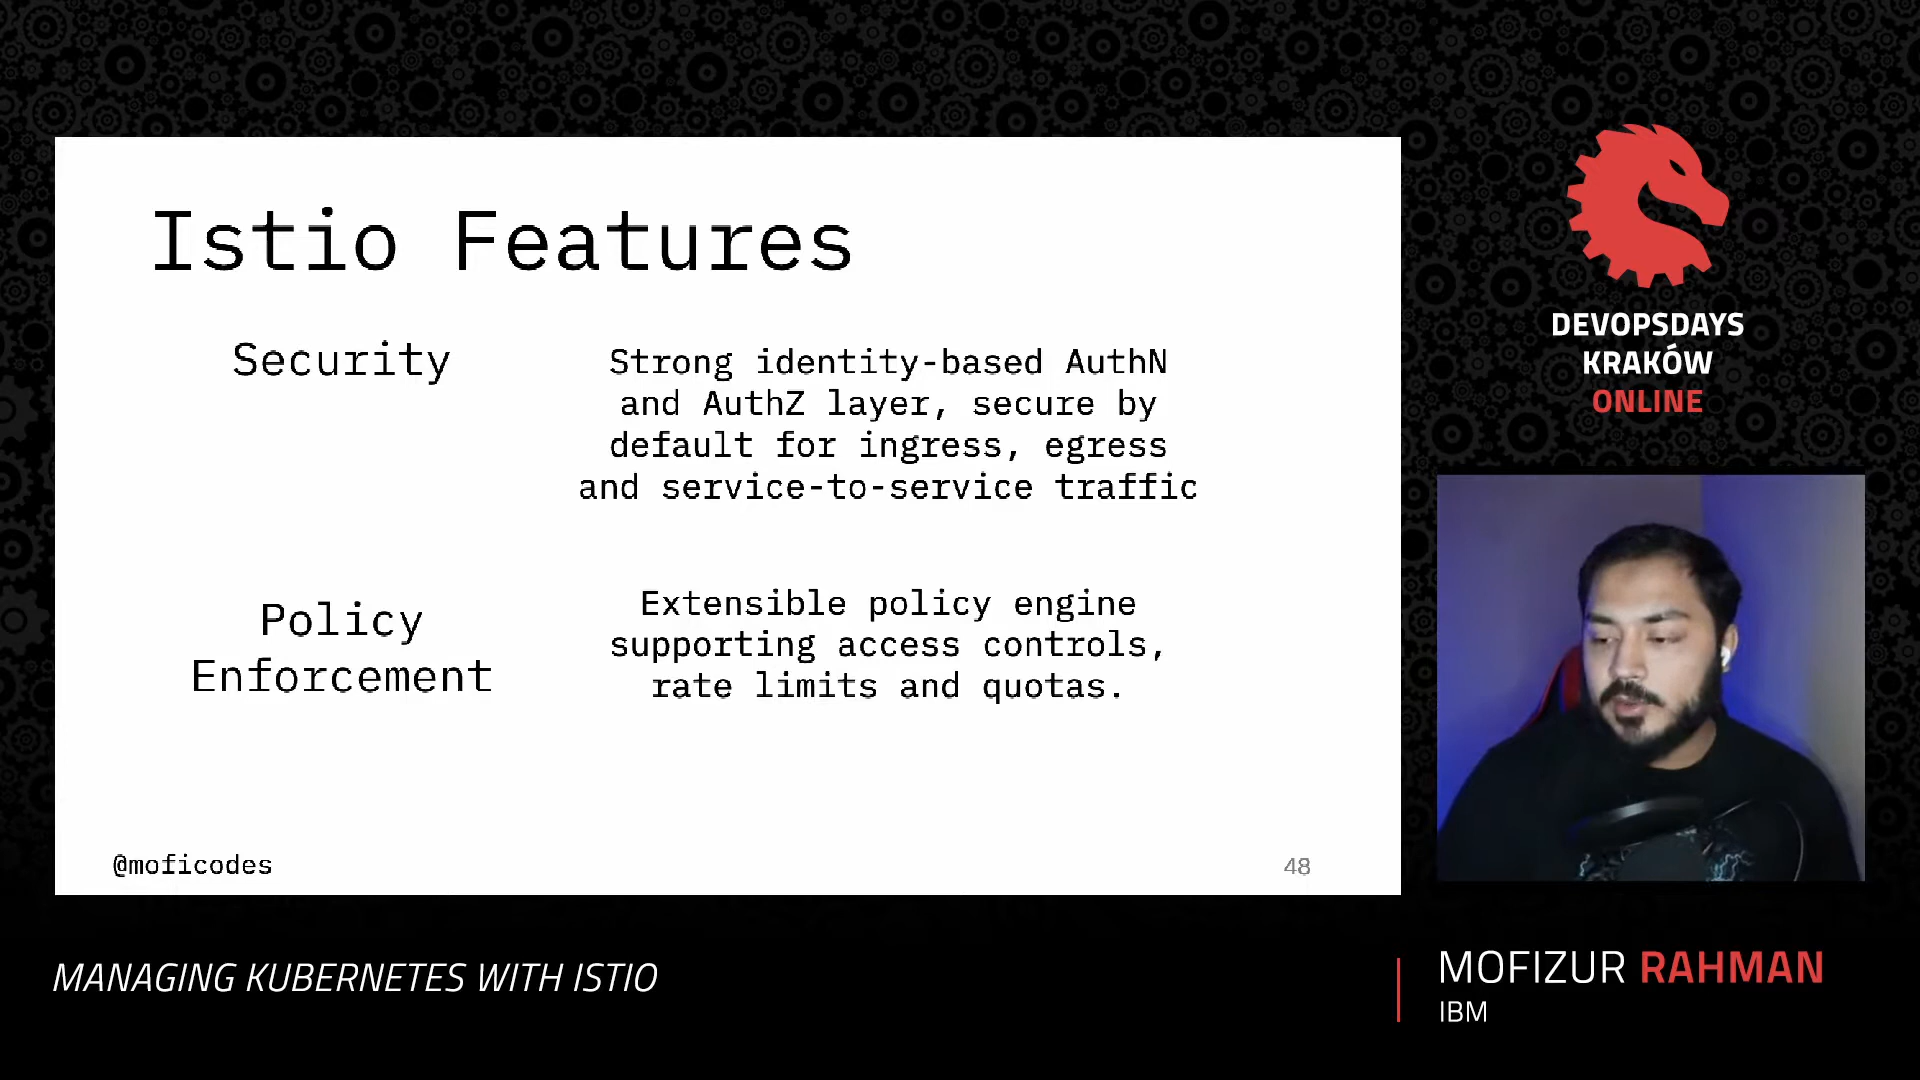 Istio Features
Security
Strong identity-based AuthN
and AuthZ layer, secure by
default for ingress, egress
and service-to-service traffic
Policy
Enforcement
Extensible policy engine
supporting access controls,
rate limits and quotas.
@moficodes
48
DEVOPSDAYS
KRAKÓW
ONLINE
MANAGING KUBERNETES WITH ISTIO
MOFIZUR RAHMAN
IBM